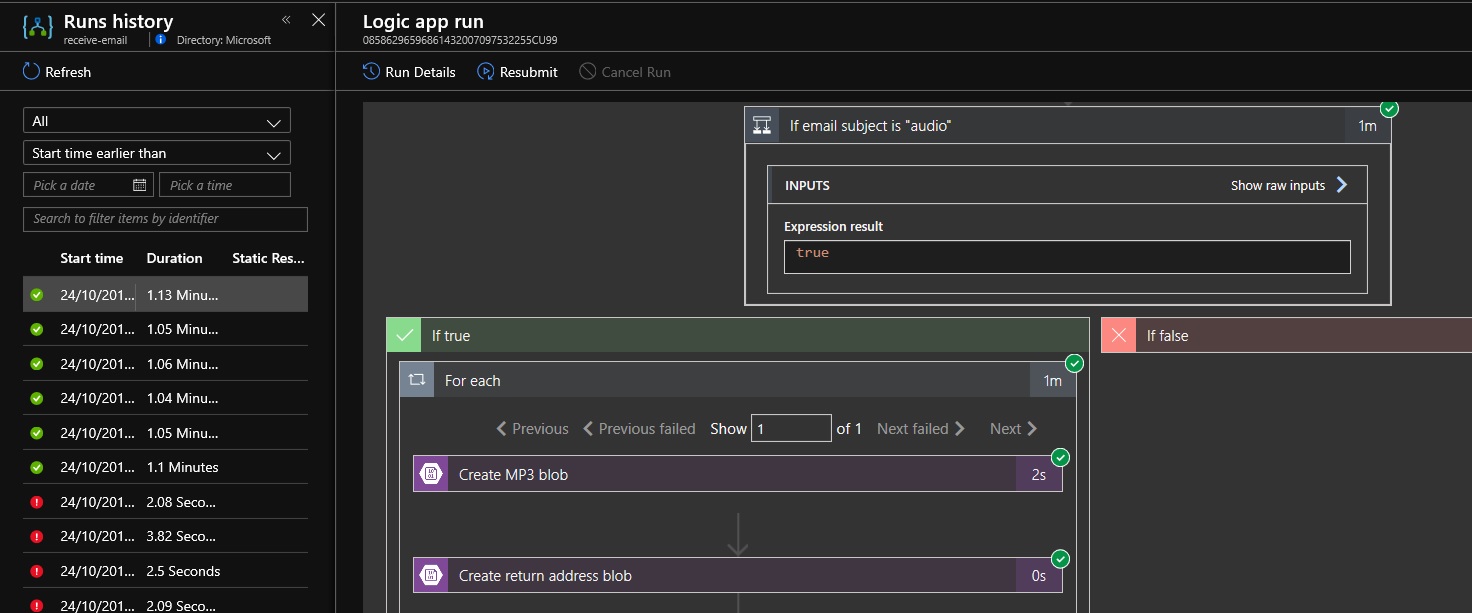 Runs history
receive-email
Directory: Microsoft
Refresh
All
Start time earlier than
Pick a date
Pick a time
Search to filter items by identifier
Start time Duration Static Res...
24/10/201... 1.13 Minu...
24/10/201... 1.05 Minu...
24/10/201... 1.06 Minu...
24/10/201... 1.04 Minu...
24/10/201... 1.05 Minu...
24/10/201... 1.1 Minutes
24/10/201... 2.08 Seco...
24/10/201... 3.82 Seco...
24/10/201... 2.5 Seconds
24/10/201... 2.09 Seco...
Logic app run
08586296596861432007097532255CU99
Run Details Resubmit Cancel Run
If email subject is "audio" 1m
INPUTS Show raw inputs
Expression result
true
If true
For each 1m
Previous Previous failed Show 1 of 1 Next failed Next
Create MP3 blob 2s
Create return address blob 0s
If false